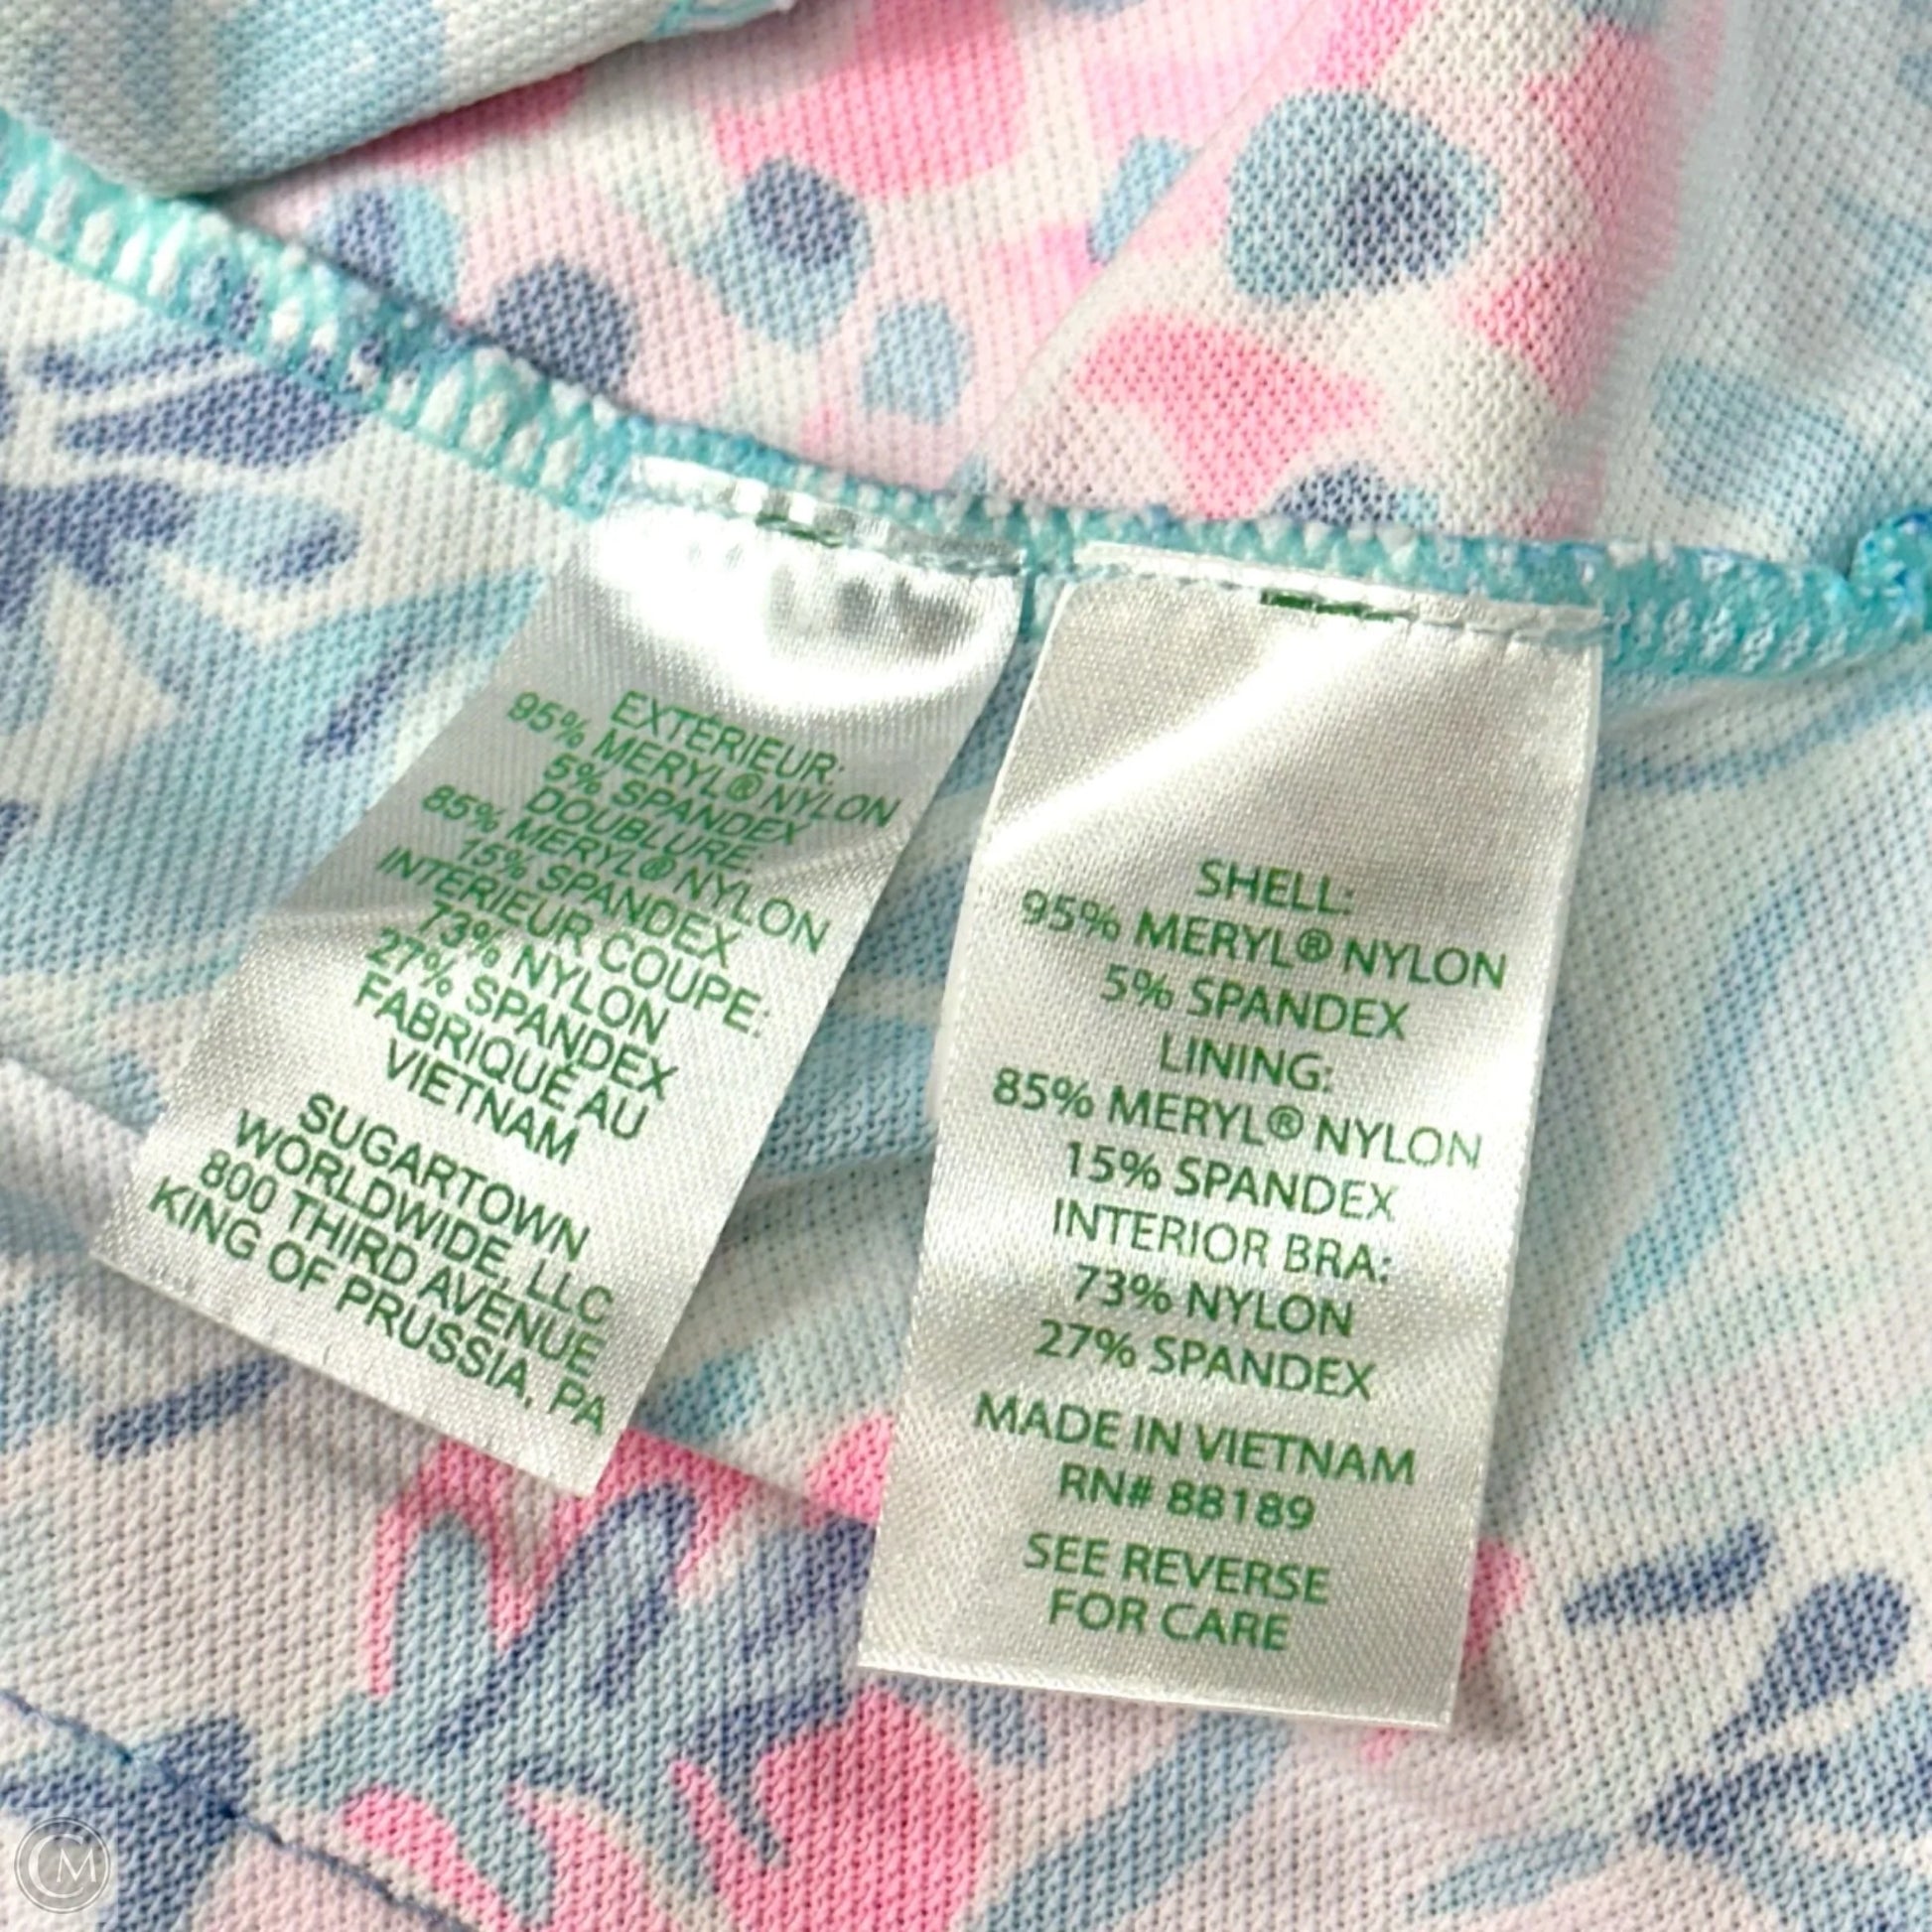 EXTÉRIEUR:
95% MERYL® NYLON
5% SPANDEX
DOUBLURE:
85% MERYL® NYLON
15% SPANDEX
INTÉRIEUR COUPE:
73% NYLON
27% SPANDEX
FABRIQUÉ AU
VIETNAM
SUGARTOWN
WORLDWIDE, LLC
800 THIRD AVENUE
KING OF PRUSSIA, PA
SHELL:
95% MERYL® NYLON
5% SPANDEX
LINING:
85% MERYL® NYLON
15% SPANDEX
INTERIOR BRA:
73% NYLON
27% SPANDEX
MADE IN VIETNAM
RN# 88189
SEE REVERSE
FOR CARE
CM